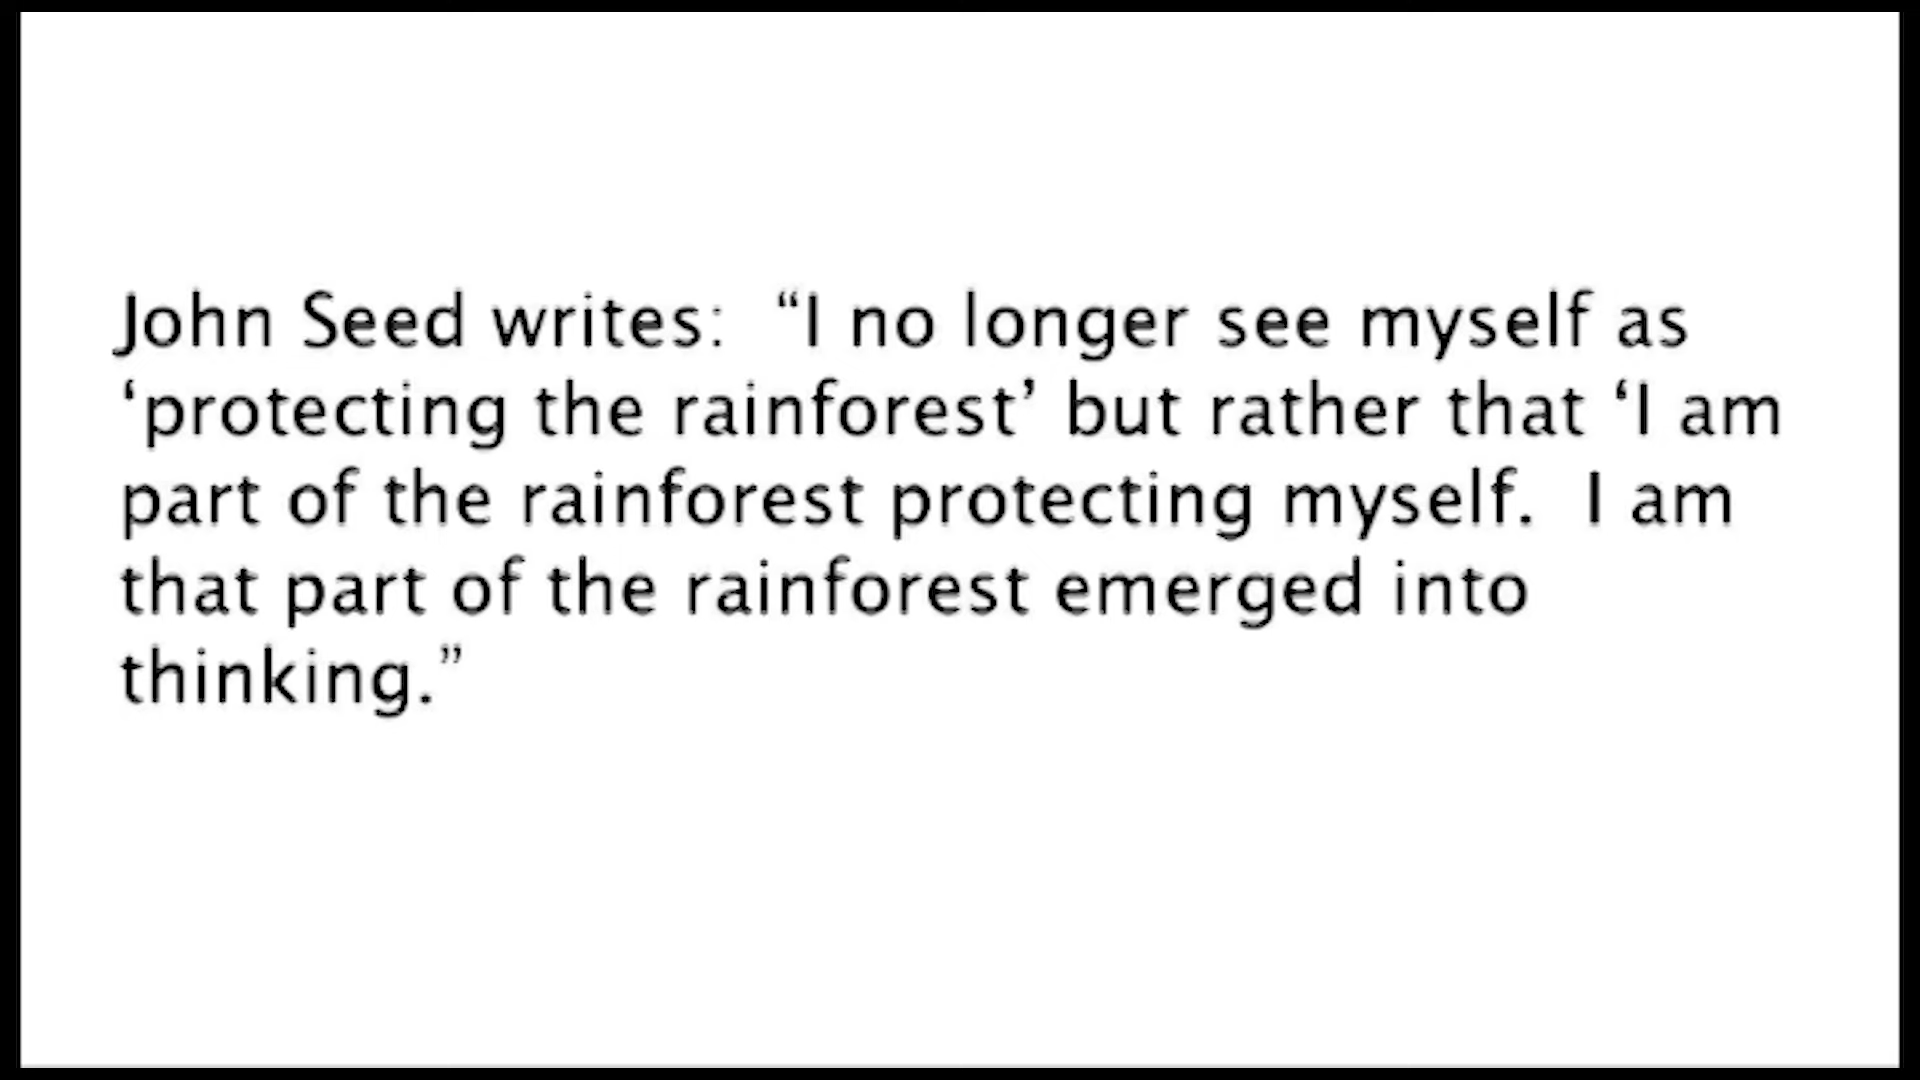 John Seed writes:  “I no longer see myself as
‘protecting the rainforest’ but rather that ‘I am
part of the rainforest protecting myself.  I am
that part of the rainforest emerged into
thinking.”